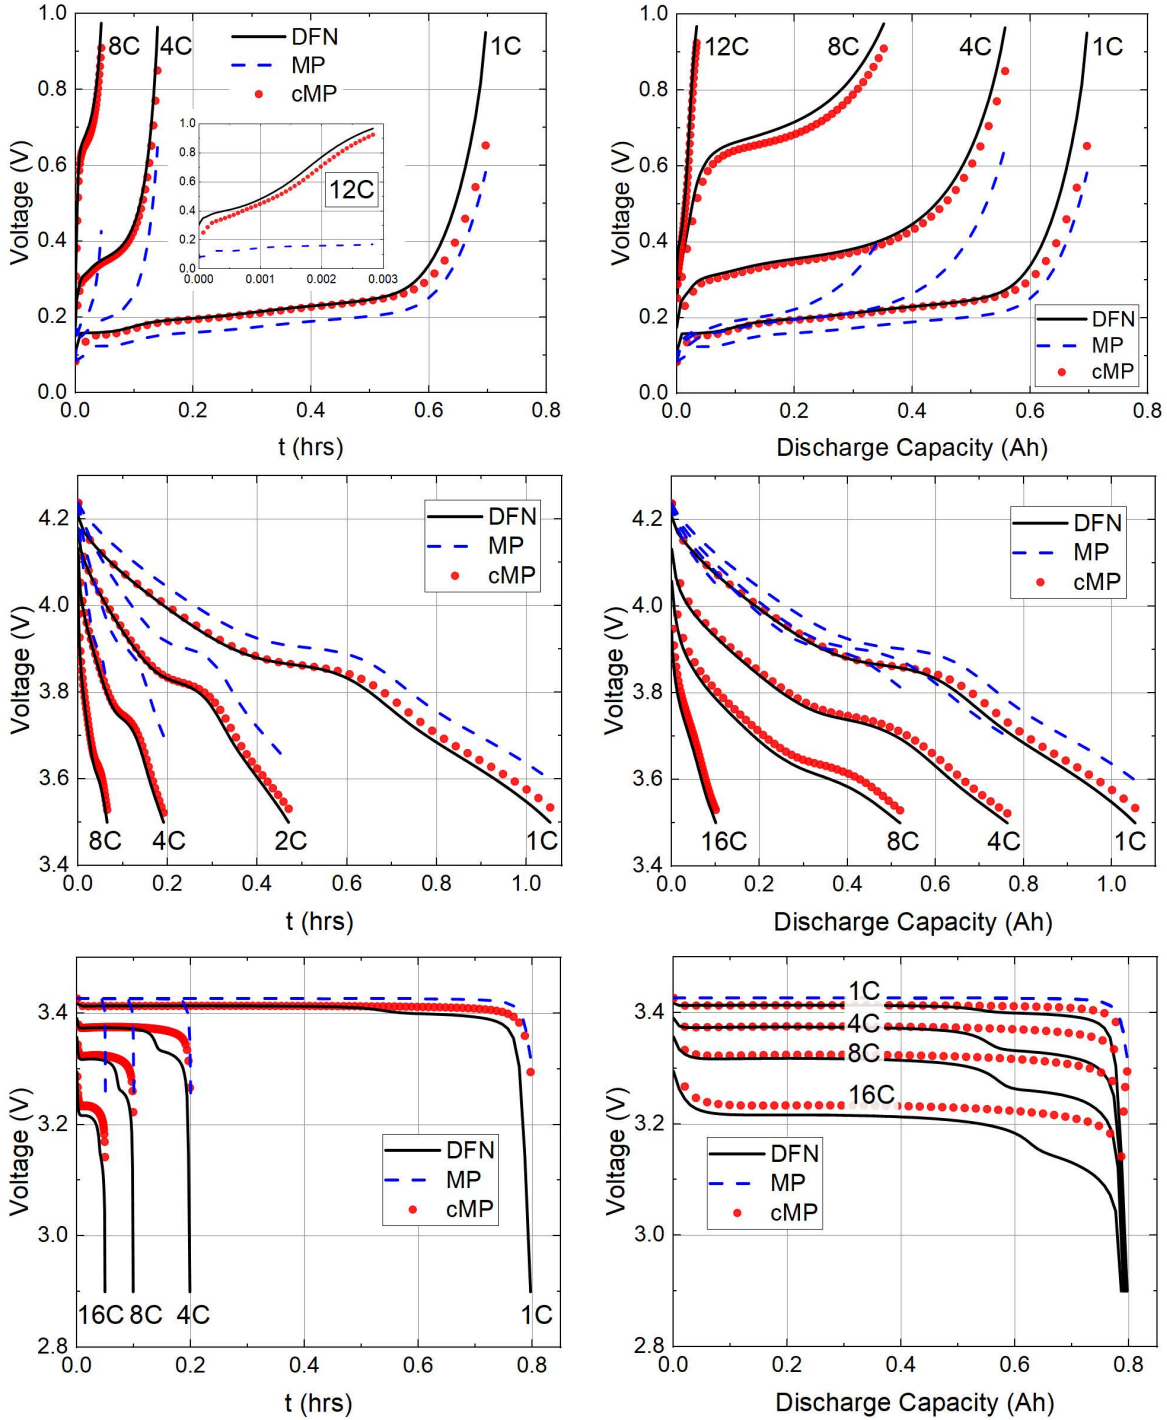 1.0
0.8
0.6
0.4
0.2
0.0
Voltage (V)
8C
4C
1C
DFN
MP
cMP
1.0
0.8
0.6
0.4
0.2
0.0
12C
0.000
0.001
0.002
0.003
0.0
0.2
0.4
0.6
0.8
t (hrs)
1.0
0.8
0.6
0.4
0.2
0.0
Voltage (V)
12C
8C
4C
1C
DFN
MP
cMP
0.0
0.2
0.4
0.6
0.8
Discharge Capacity (Ah)
4.2
4.0
3.8
3.6
3.4
Voltage (V)
DFN
MP
cMP
8C
4C
2C
1C
0.0
0.2
0.4
0.6
0.8
1.0
t (hrs)
4.2
4.0
3.8
3.6
3.4
Voltage (V)
DFN
MP
cMP
16C
8C
4C
1C
0.0
0.2
0.4
0.6
0.8
1.0
Discharge Capacity (Ah)
3.4
3.2
3.0
2.8
Voltage (V)
DFN
MP
cMP
16C
8C
4C
1C
0.0
0.2
0.4
0.6
0.8
t (hrs)
3.4
3.2
3.0
2.8
Voltage (V)
1C
4C
8C
16C
DFN
MP
cMP
0.0
0.2
0.4
0.6
0.8
Discharge Capacity (Ah)